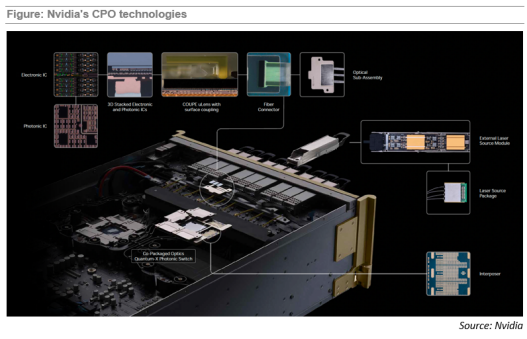 Figure: Nvidia's CPO technologies
Electronic IC
Photonic IC
3D Stacked Electronic
and Photonic ICs
COUPE uLens with
surface coupling
Fiber
Connector
Optical
Sub Assembly
External Laser
Source Module
Laser Source
Package
Co-Packaged Optics
Quantum-X Photonic Switch
Interposer
Source: Nvidia